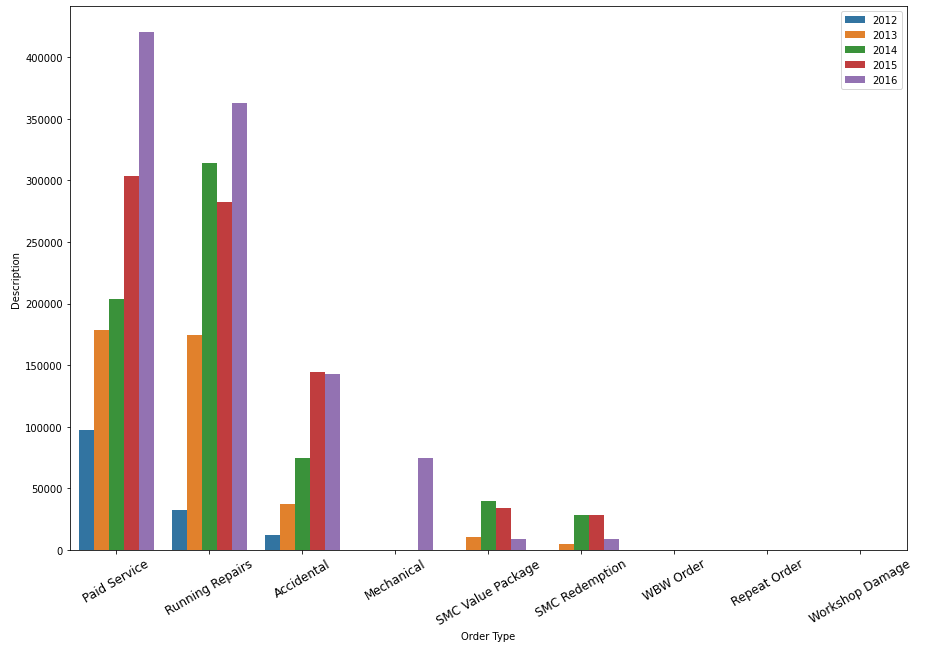 2012
2013
2014
2015
2016
400000
350000
300000
250000
200000
150000
100000
50000
0
Description
Paid Service
Running Repairs
Accidental
Mechanical
SMC Value Package
SMC Redemption
WBW Order
Repeat Order
Workshop Damage
Order Type